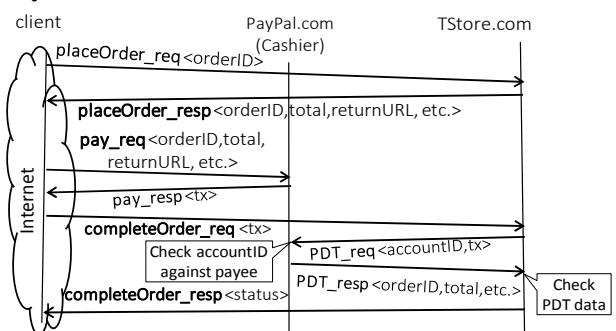 client
PayPal.com
(Cashier)
TStore.com
placeOrder_req<orderID>
placeOrder_resp<orderID,total,returnURL, etc.>
pay_req<orderID,total,
returnURL, etc.>
pay_resp<tx>
Internet
completeOrder_req <tx>
Check accountID
against payee
PDT_req<accountID,tx>
PDT_resp <orderID,total,etc.>
Check
PDT data
completeOrder_resp<status>